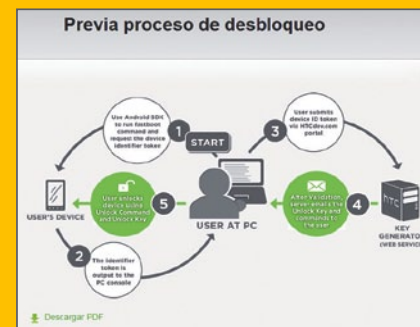 Previa proceso de desbloqueo
Use Android SDK
to run fastboot
command and
request the device
identifier token
1
START
3
User submits
device ID token
via HTCdev.com
portal
USER'S DEVICE
User unlocks
device using
Unlock Command
and Unlock Key
5
USER AT PC
After Validation,
server emails the
Unlock Key and
commands to
the user
4
hTC
KEY
GENERATOR
(WEB SERVICE)
2
The identifier
token is
output to the
PC console
Descargar PDF